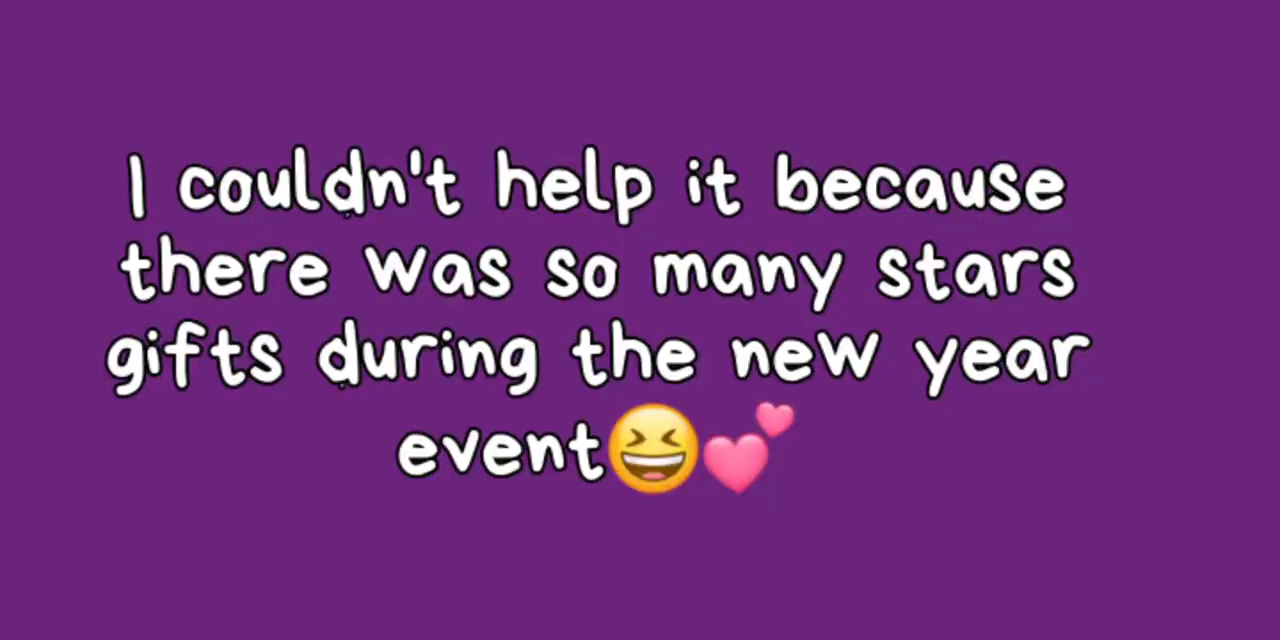 I couldn't help it because
there was so many stars
gifts during the new year
event😆💕